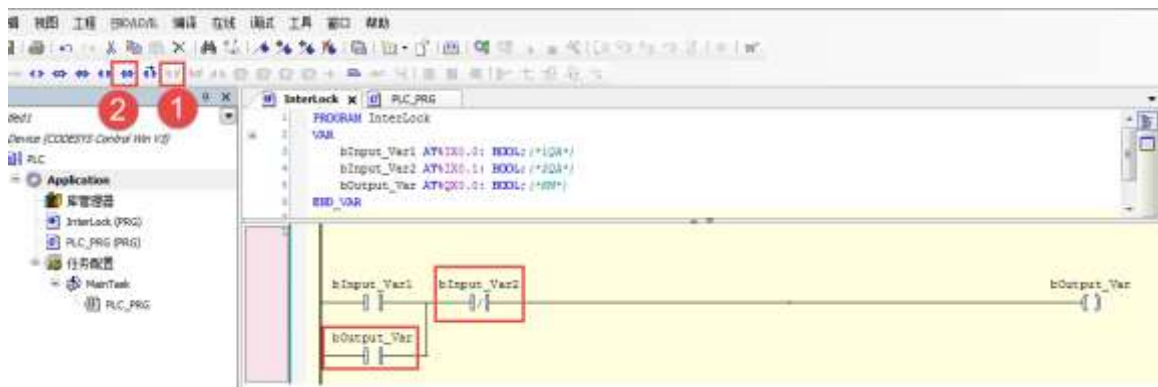 视图 工程 编译 在线 调试 工具 窗口 帮助
2 1
InterLock x PLC_PRG
Device (CODESYS Control Win V3)
PLC
Application
库管理器
InterLock (PRG)
PLC_PRG (PRG)
任务配置
MainTask
PLC_PRG
PROGRAM InterLock
VAR
bInput_Var1 AT%IX0.0: BOOL;
bInput_Var2 AT%IX0.1: BOOL;
bOutput_Var AT%QX0.0: BOOL;
END_VAR
bInput_Var1 bInput_Var2 bOutput_Var
bOutput_Var